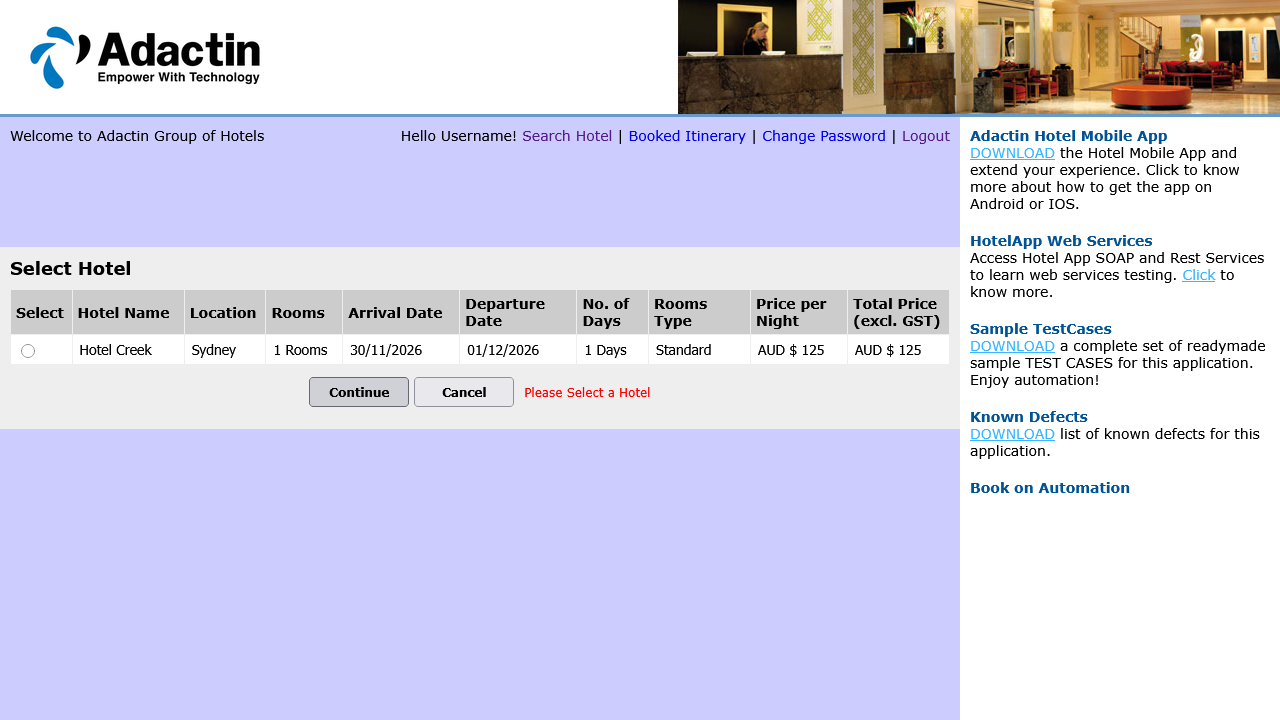 Adactin
Empower With Technology
Welcome to Adactin Group of Hotels
Hello Username! Search Hotel | Booked Itinerary | Change Password | Logout
Select Hotel
Select Hotel Name Location Rooms Arrival Date Departure Date No. of Days Rooms Type Price per Night Total Price (excl. GST)
Hotel Creek Sydney 1 Rooms 30/11/2026 01/12/2026 1 Days Standard AUD $ 125 AUD $ 125
Continue Cancel Please Select a Hotel
Adactin Hotel Mobile App
DOWNLOAD the Hotel Mobile App and
extend your experience. Click to know
more about how to get the app on
Android or IOS.
HotelApp Web Services
Access Hotel App SOAP and Rest Services
to learn web services testing. Click to
know more.
Sample TestCases
DOWNLOAD a complete set of readymade
sample TEST CASES for this application.
Enjoy automation!
Known Defects
DOWNLOAD list of known defects for this
application.
Book on Automation